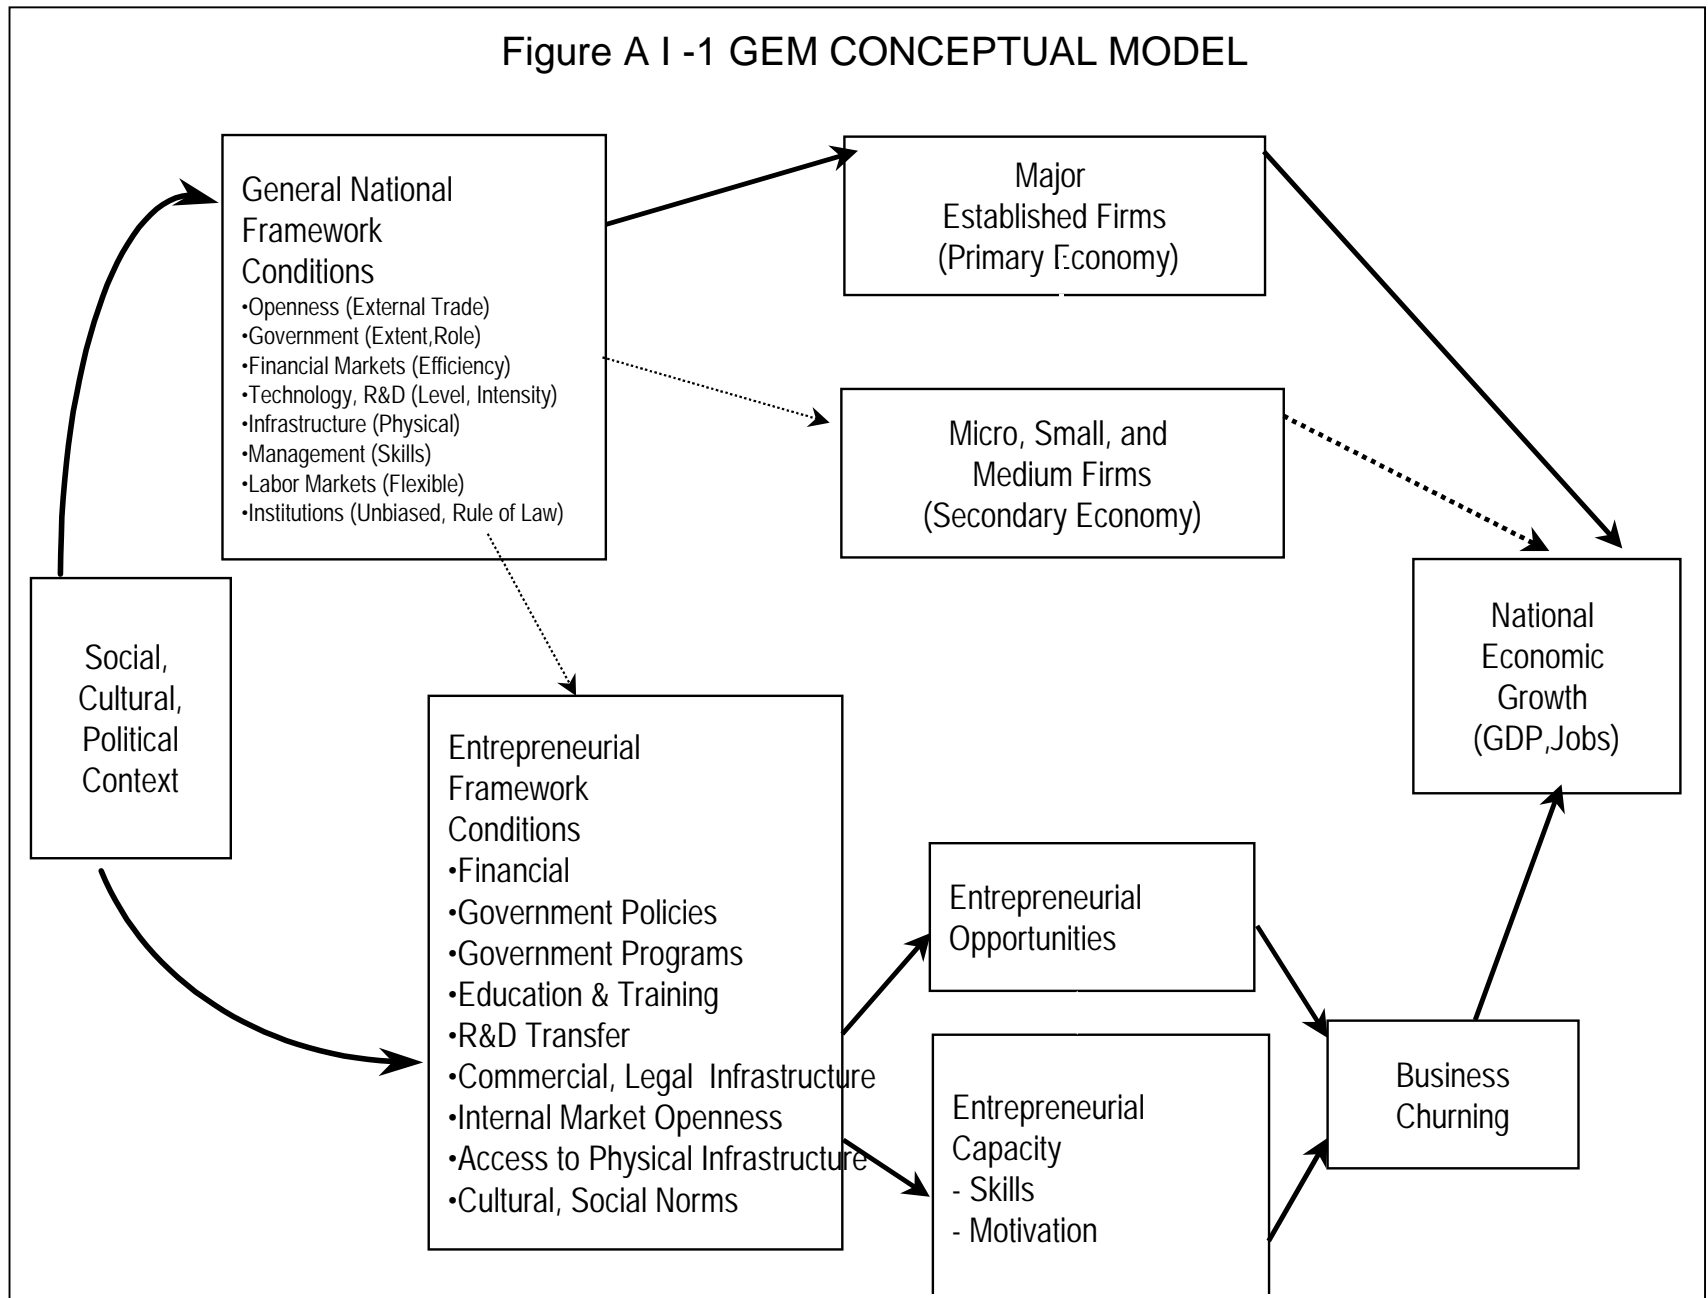 Figure A I -1 GEM CONCEPTUAL MODEL
General National
Framework
Conditions
•Openness (External Trade)
•Government (Extent,Role)
•Financial Markets (Efficiency)
•Technology, R&D (Level, Intensity)
•Infrastructure (Physical)
•Management (Skills)
•Labor Markets (Flexible)
•Institutions (Unbiased, Rule of Law)
Major
Established Firms
(Primary Economy)
Micro, Small, and
Medium Firms
(Secondary Economy)
Social,
Cultural,
Political
Context
National
Economic
Growth
(GDP,Jobs)
Entrepreneurial
Framework
Conditions
•Financial
•Government Policies
•Government Programs
•Education & Training
•R&D Transfer
•Commercial, Legal  Infrastructure
•Internal Market Openness
•Access to Physical Infrastructure
•Cultural, Social Norms
Entrepreneurial
Opportunities
Entrepreneurial
Capacity
- Skills
- Motivation
Business
Churning